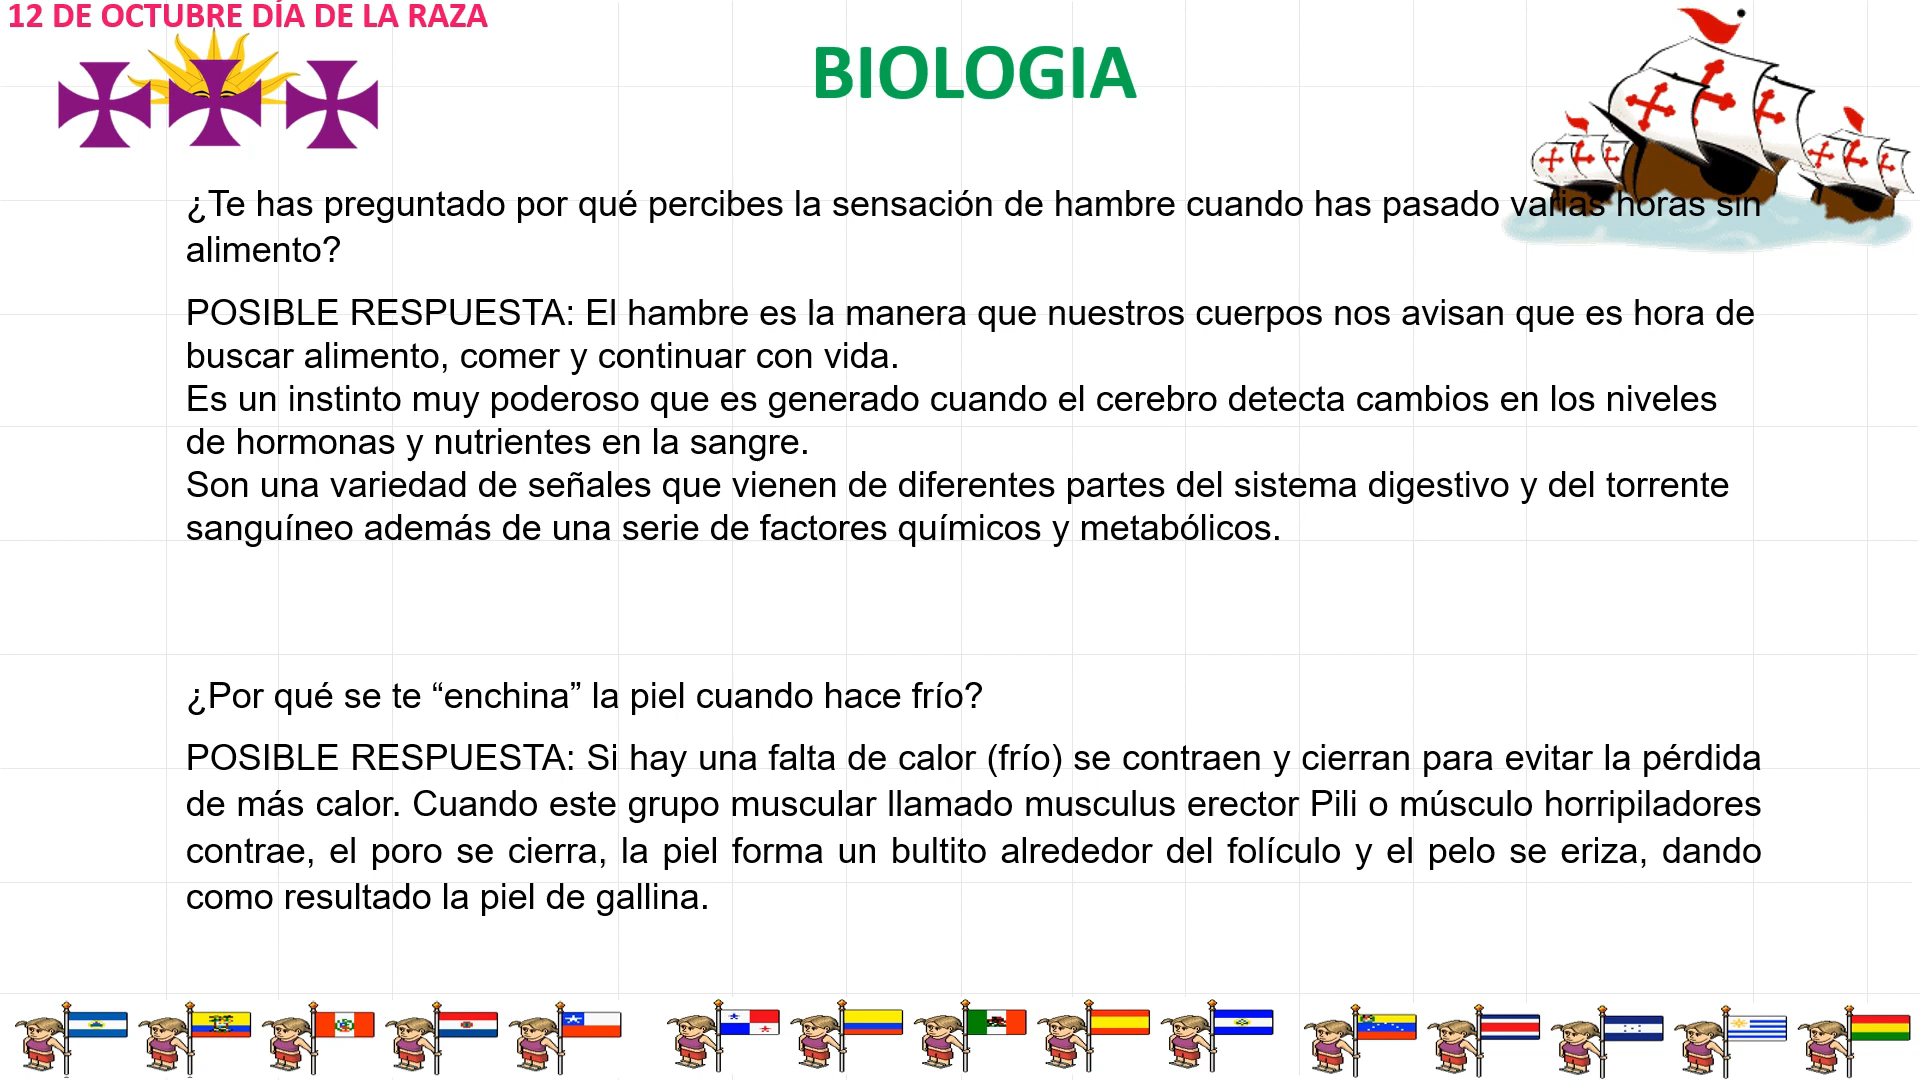 12 DE OCTUBRE DÍA DE LA RAZA
BIOLOGIA
¿Te has preguntado por qué percibes la sensación de hambre cuando has pasado varias horas sin
alimento?
POSIBLE RESPUESTA: El hambre es la manera que nuestros cuerpos nos avisan que es hora de
buscar alimento, comer y continuar con vida.
Es un instinto muy poderoso que es generado cuando el cerebro detecta cambios en los niveles
de hormonas y nutrientes en la sangre.
Son una variedad de señales que vienen de diferentes partes del sistema digestivo y del torrente
sanguíneo además de una serie de factores químicos y metabólicos.
¿Por qué se te “enchina” la piel cuando hace frío?
POSIBLE RESPUESTA: Si hay una falta de calor (frío) se contraen y cierran para evitar la pérdida
de más calor. Cuando este grupo muscular llamado musculus erector Pili o músculo horripiladores
contrae, el poro se cierra, la piel forma un bultito alrededor del folículo y el pelo se eriza, dando
como resultado la piel de gallina.